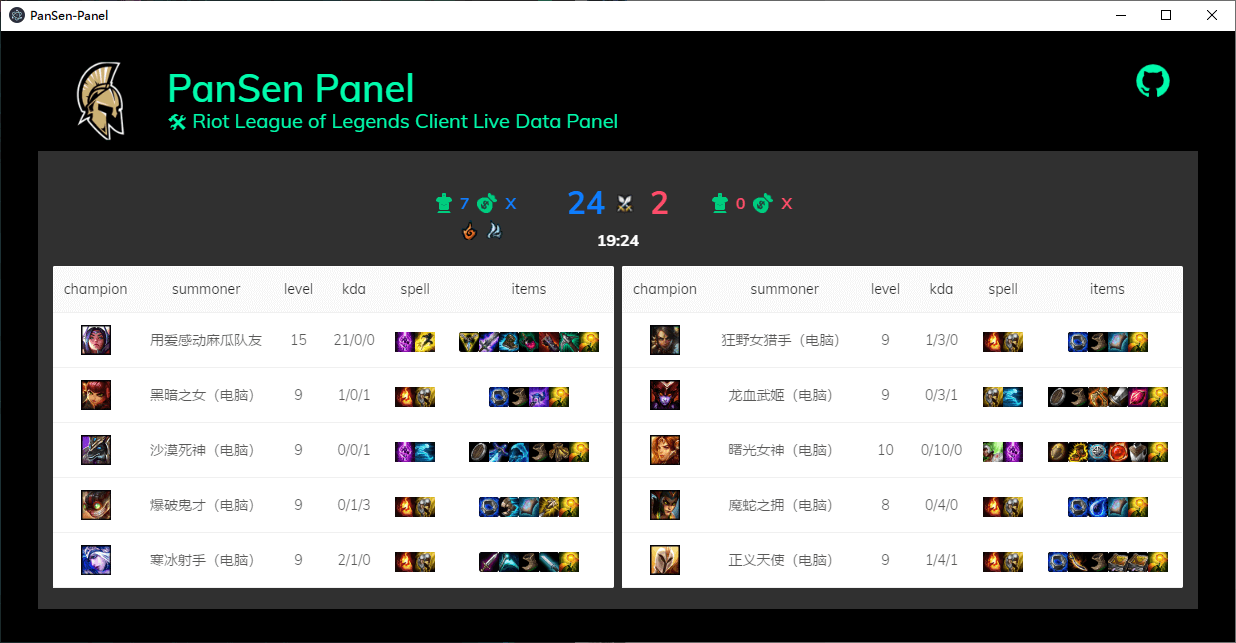 PanSen-Panel
PanSen Panel
Riot League of Legends Client Live Data Panel
7 X 24 2 0 X
19:24
champion summoner level kda spell items
用爱感动麻瓜队友 15 21/0/0
黑暗之女（电脑） 9 1/0/1
沙漠死神（电脑） 9 0/0/1
爆破鬼才（电脑） 9 0/1/3
寒冰射手（电脑） 9 2/1/0
champion summoner level kda spell items
狂野女猎手（电脑） 9 1/3/0
龙血武姬（电脑） 9 0/3/1
曙光女神（电脑） 10 0/10/0
魔蛇之拥（电脑） 8 0/4/0
正义天使（电脑） 9 1/4/1